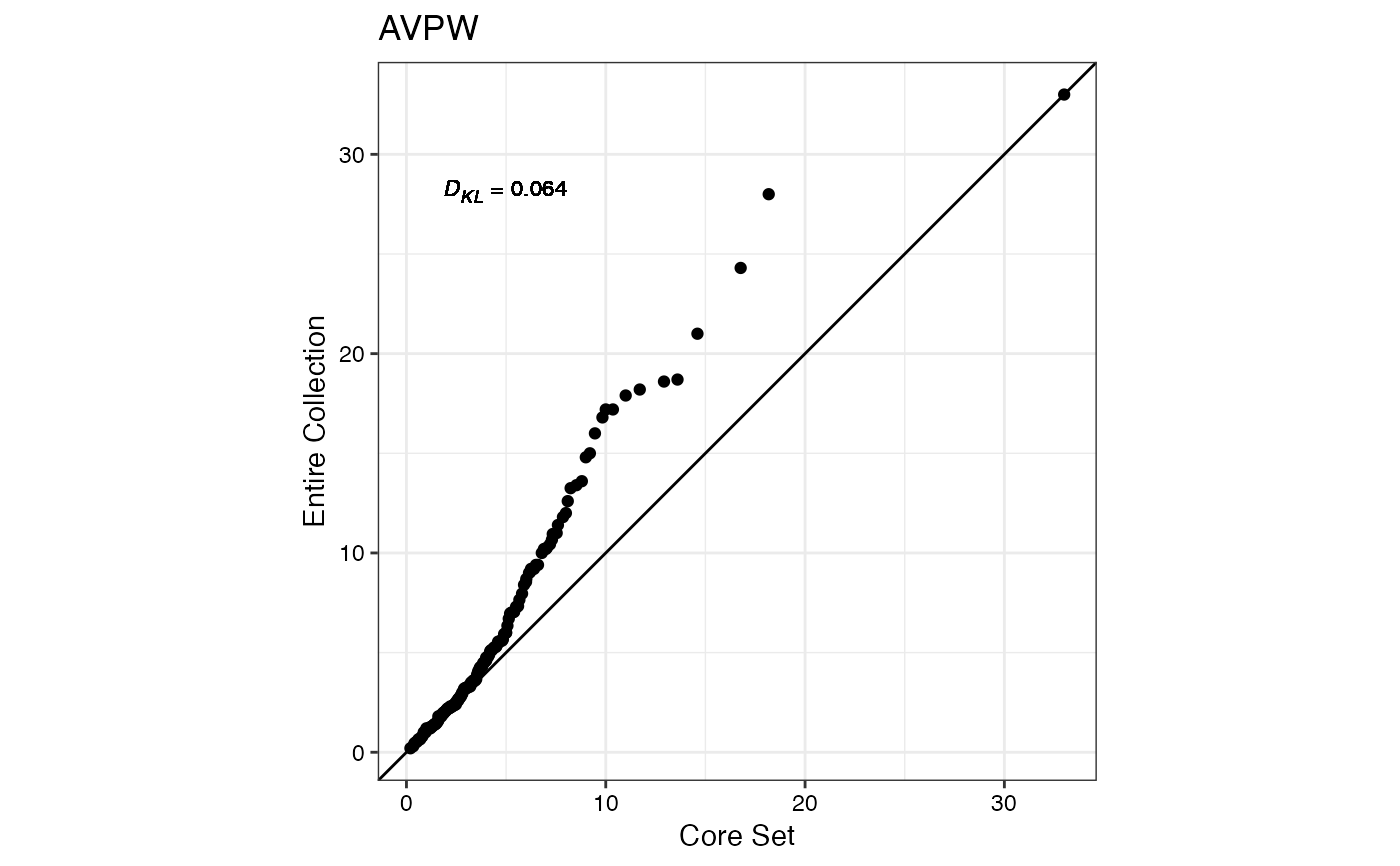 AVPW
D_KL = 0.064
Entire Collection
30
20
10
0
0 10 20 30
Core Set